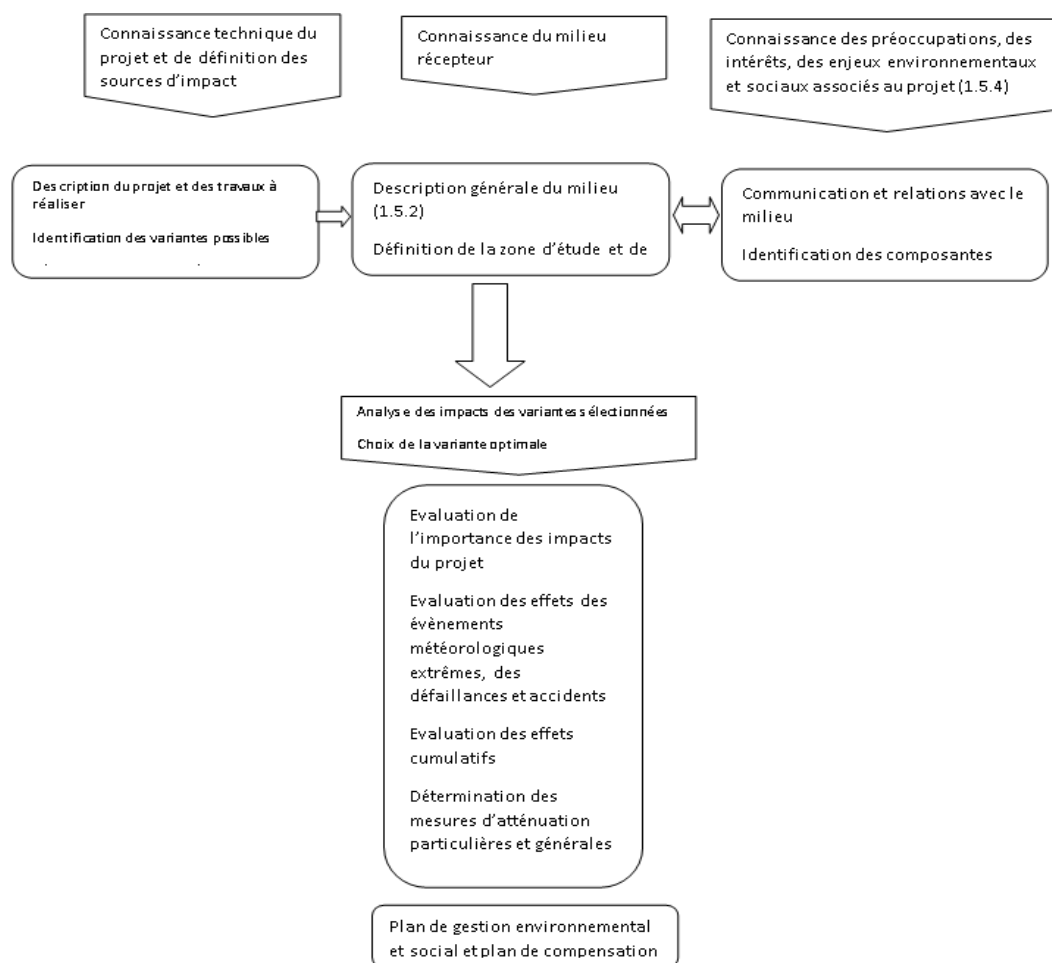 Connaissance technique du
projet et de définition des
sources d'impact
Connaissance du milieu
récepteur
Connaissance des préoccupations, des
intérêts, des enjeux environnementaux
et sociaux associés au projet (1.5.4)
Description du projet et des travaux à
réaliser
Identification des variantes possibles
Description générale du milieu
(1.5.2)
Définition de la zone d'étude et de
Communication et relations avec le
milieu
Identification des composantes
Analyse des impacts des variantes sélectionnées
Choix de la variante optimale
Evaluation de
l'importance des impacts
du projet
Evaluation des effets des
évènements
météorologiques
extrêmes, des
défaillances et accidents
Evaluation des effets
cumulatifs
Détermination des
mesures d'atténuation
particulières et générales
Plan de gestion environnemental
et social et plan de compensation